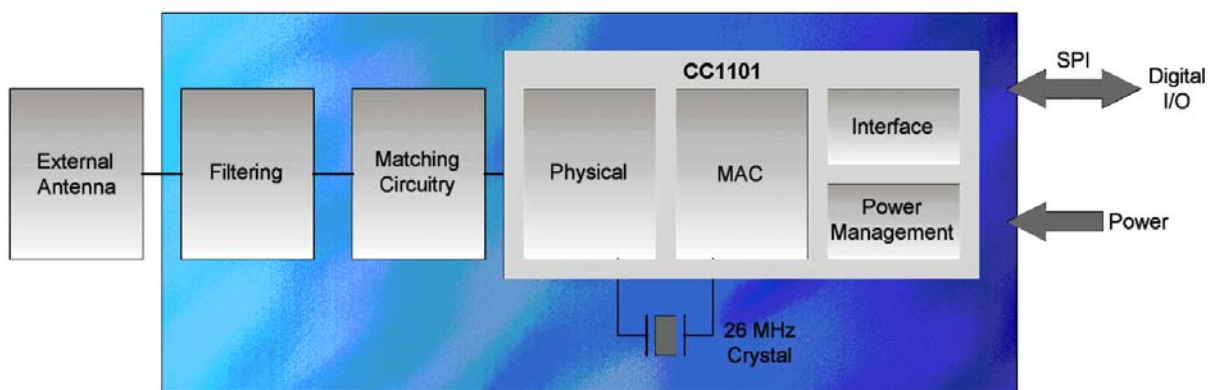 CC1101
SPI
Digital
I/O
External
Antenna
Filtering
Matching
Circuitry
Physical
MAC
Interface
Power
Management
Power
26 MHz
Crystal